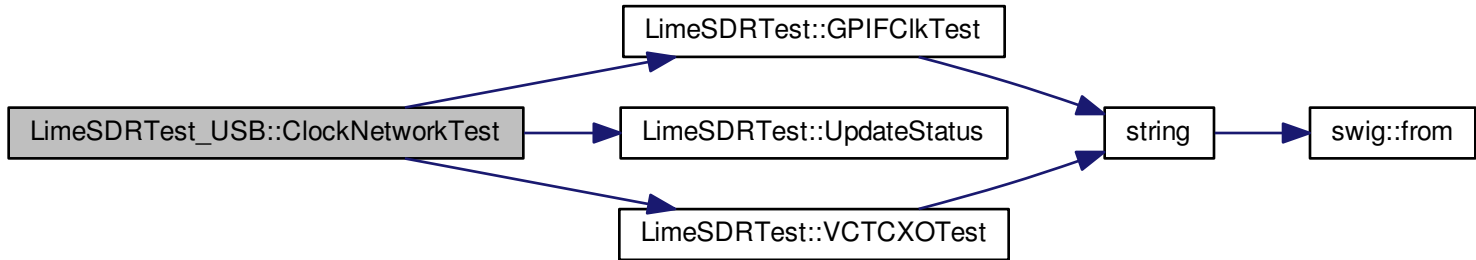 LimeSDRTest_USB::ClockNetworkTest
LimeSDRTest::GPIFClkTest
LimeSDRTest::UpdateStatus
LimeSDRTest::VCTCXOTest
string
swig::from